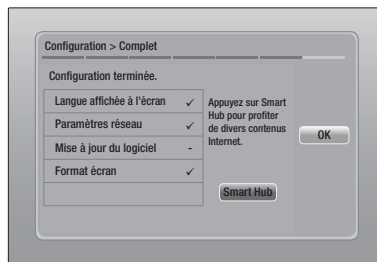 Configuration > Complet
Configuration terminée.
Langue affichée à l'écran ✓
Paramètres réseau ✓
Mise à jour du logiciel -
Format écran ✓
Appuyez sur Smart
Hub pour profiter
de divers contenus
Internet.
OK
Smart Hub